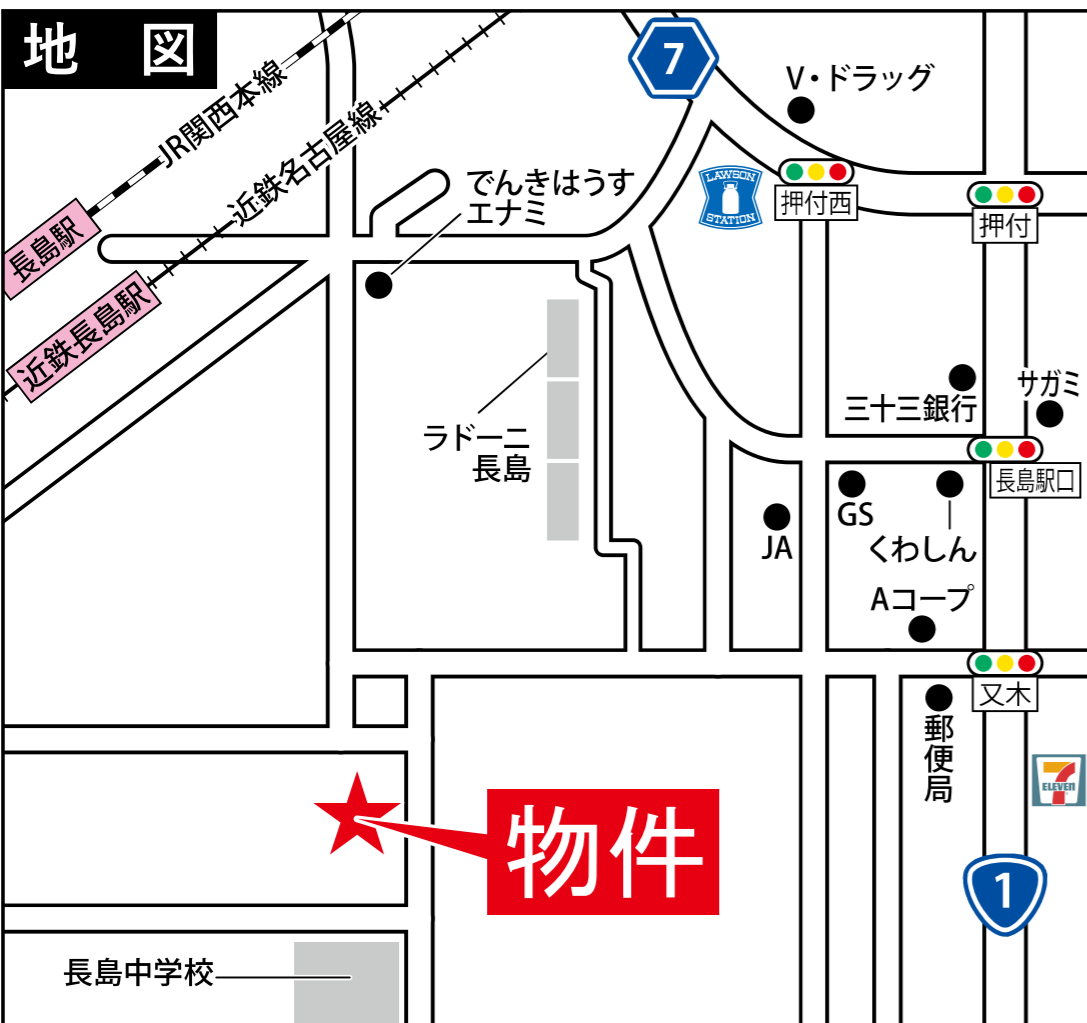 地 図
7
V・ドラッグ
JR関西本線
近鉄名古屋線
でんきはうす
エナミ
LAWSON
STATION
押付西
押付
長島駅
近鉄長島駅
三十三銀行
サガミ
ラドーニ
長島
長島駅口
GS
くわしん
JA
Aコープ
又木
郵便局
7
ELEVEn
物件
1
長島中学校